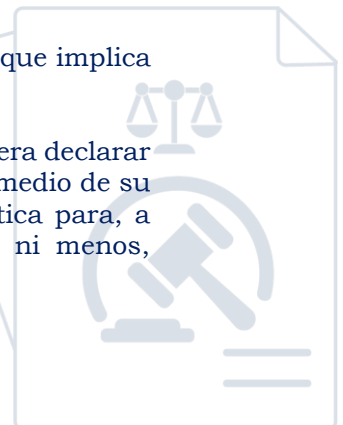 que implica
era declarar
medio de su
tica para, a
ni menos,